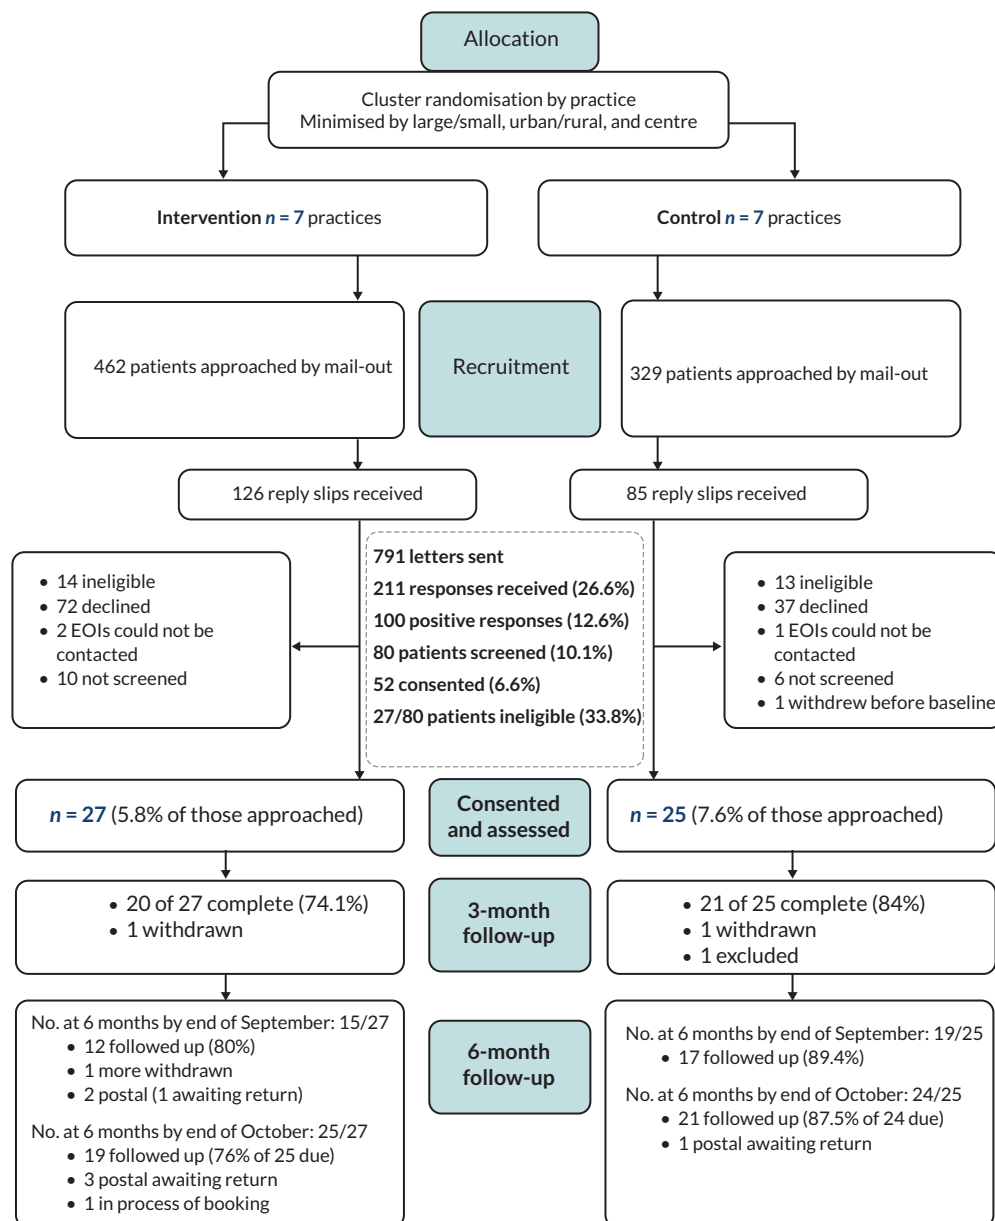 Allocation
Cluster randomisation by practice
Minimised by large/small, urban/rural, and centre
Intervention n = 7 practices
Control n = 7 practices
462 patients approached by mail-out
Recruitment
329 patients approached by mail-out
126 reply slips received
85 reply slips received
• 14 ineligible
• 72 declined
• 2 EOIs could not be
contacted
• 10 not screened
791 letters sent
211 responses received (26.6%)
100 positive responses (12.6%)
80 patients screened (10.1%)
52 consented (6.6%)
27/80 patients ineligible (33.8%)
• 13 ineligible
• 37 declined
• 1 EOIs could not be
contacted
• 6 not screened
• 1 withdrew before baseline
n = 27 (5.8% of those approached)
Consented
and assessed
n = 25 (7.6% of those approached)
• 20 of 27 complete (74.1%)
• 1 withdrawn
3-month
follow-up
• 21 of 25 complete (84%)
• 1 withdrawn
• 1 excluded
No. at 6 months by end of September: 15/27
• 12 followed up (80%)
• 1 more withdrawn
• 2 postal (1 awaiting return)
No. at 6 months by end of October: 25/27
• 19 followed up (76% of 25 due)
• 3 postal awaiting return
• 1 in process of booking
6-month
follow-up
No. at 6 months by end of September: 19/25
• 17 followed up (89.4%)
No. at 6 months by end of October: 24/25
• 21 followed up (87.5% of 24 due)
• 1 postal awaiting return